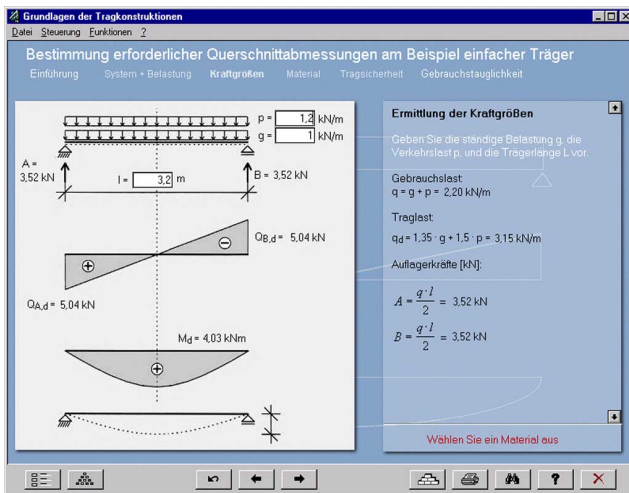 Grundlagen der Tragkonstruktionen
Datei Steuerung Funktionen ?
Bestimmung erforderlicher Querschnittabmessungen am Beispiel einfacher Träger
Einführung System + Belastung Kraftgrößen Material Tragsicherheit Gebrauchstauglichkeit
p = 1,2 kN/m
g = 1 kN/m
A =
3,52 kN
l = 3,2 m
B = 3,52 kN
QB,d = 5,04 kN
QA,d = 5,04 kN
Md = 4,03 kNm
Ermittlung der Kraftgrößen
Geben Sie die ständige Belastung g, die
Verkehrslast p, und die Trägerlänge L vor.
Gebrauchslast:
q = g + p = 2,20 kN/m
Traglast:
qd = 1,35 · g + 1,5 · p = 3,15 kN/m
Auflagerkräfte [kN]:
A = q·l / 2 = 3,52 kN
B = q·l / 2 = 3,52 kN
Wählen Sie ein Material aus
?